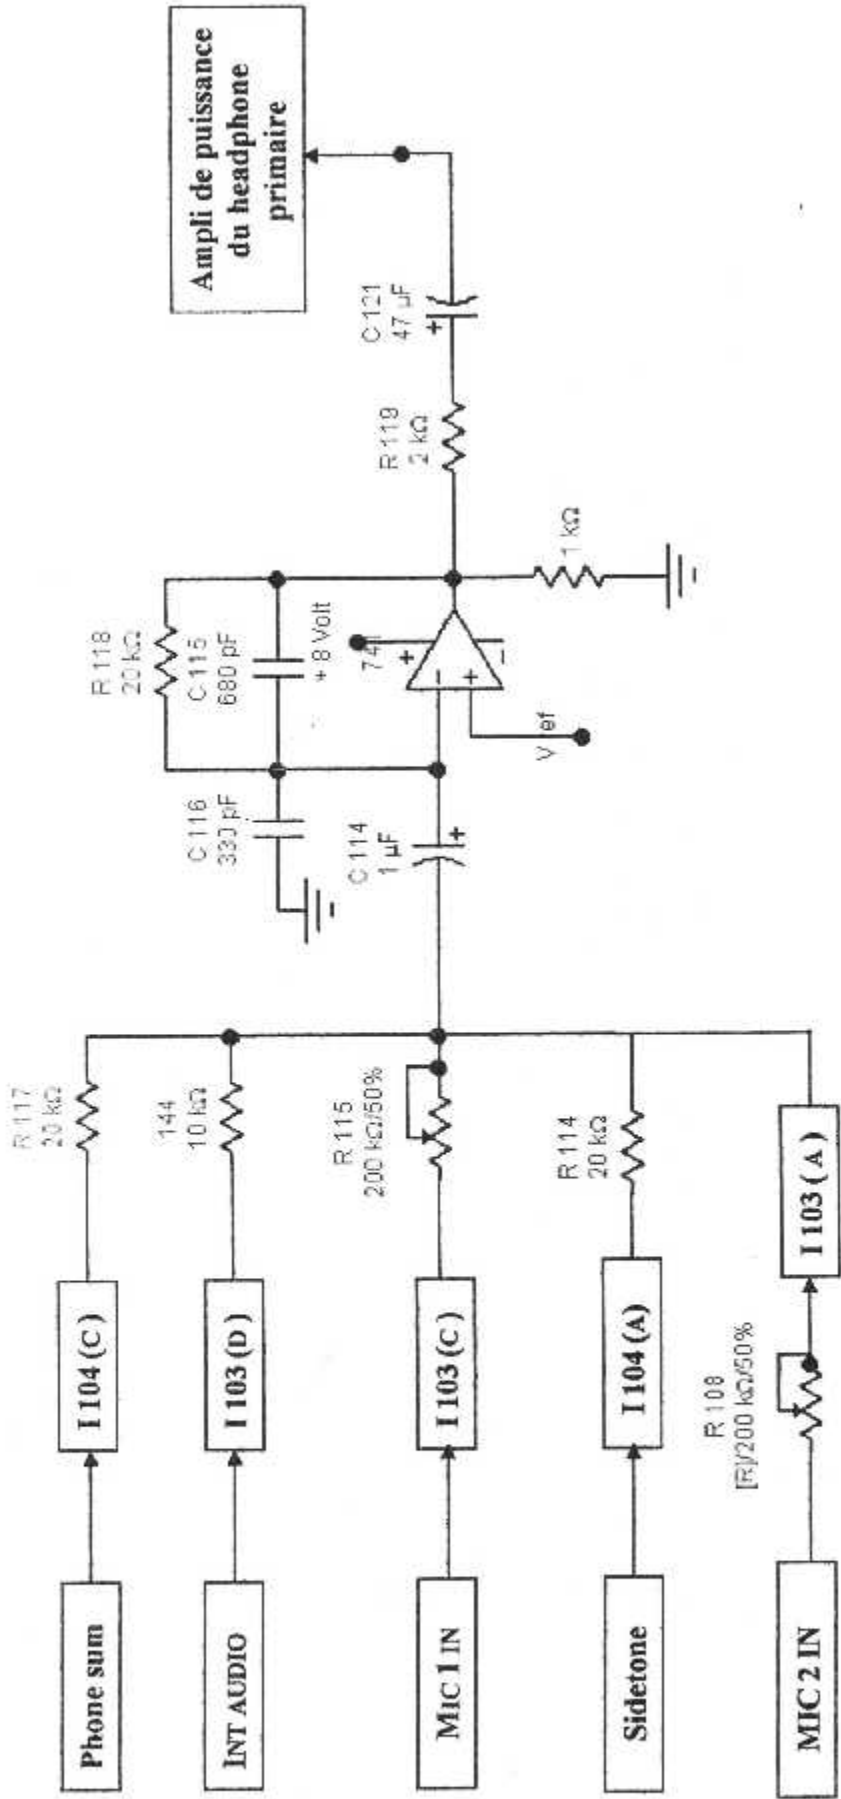 Phone sum
I 104 (C)
R 117
20 kΩ
INT AUDIO
I 103 (D)
144
10 kΩ
MIC 1 IN
I 103 (C)
R 115
200 kΩ/50%
Sidetone
I 104 (A)
R 114
20 kΩ
MIC 2 IN
R 108
[R]/200 kΩ/50%
I 103 ( A )
R 118
20 kΩ
C 115
680 pF
C 116
330 pF
C 114
1 µF
+
+ 8 Volt
741
+
−
−
+
V ef
1 kΩ
R 119
2 kΩ
C 121
47 µF
+
Ampli de puissance
du headphone
primaire